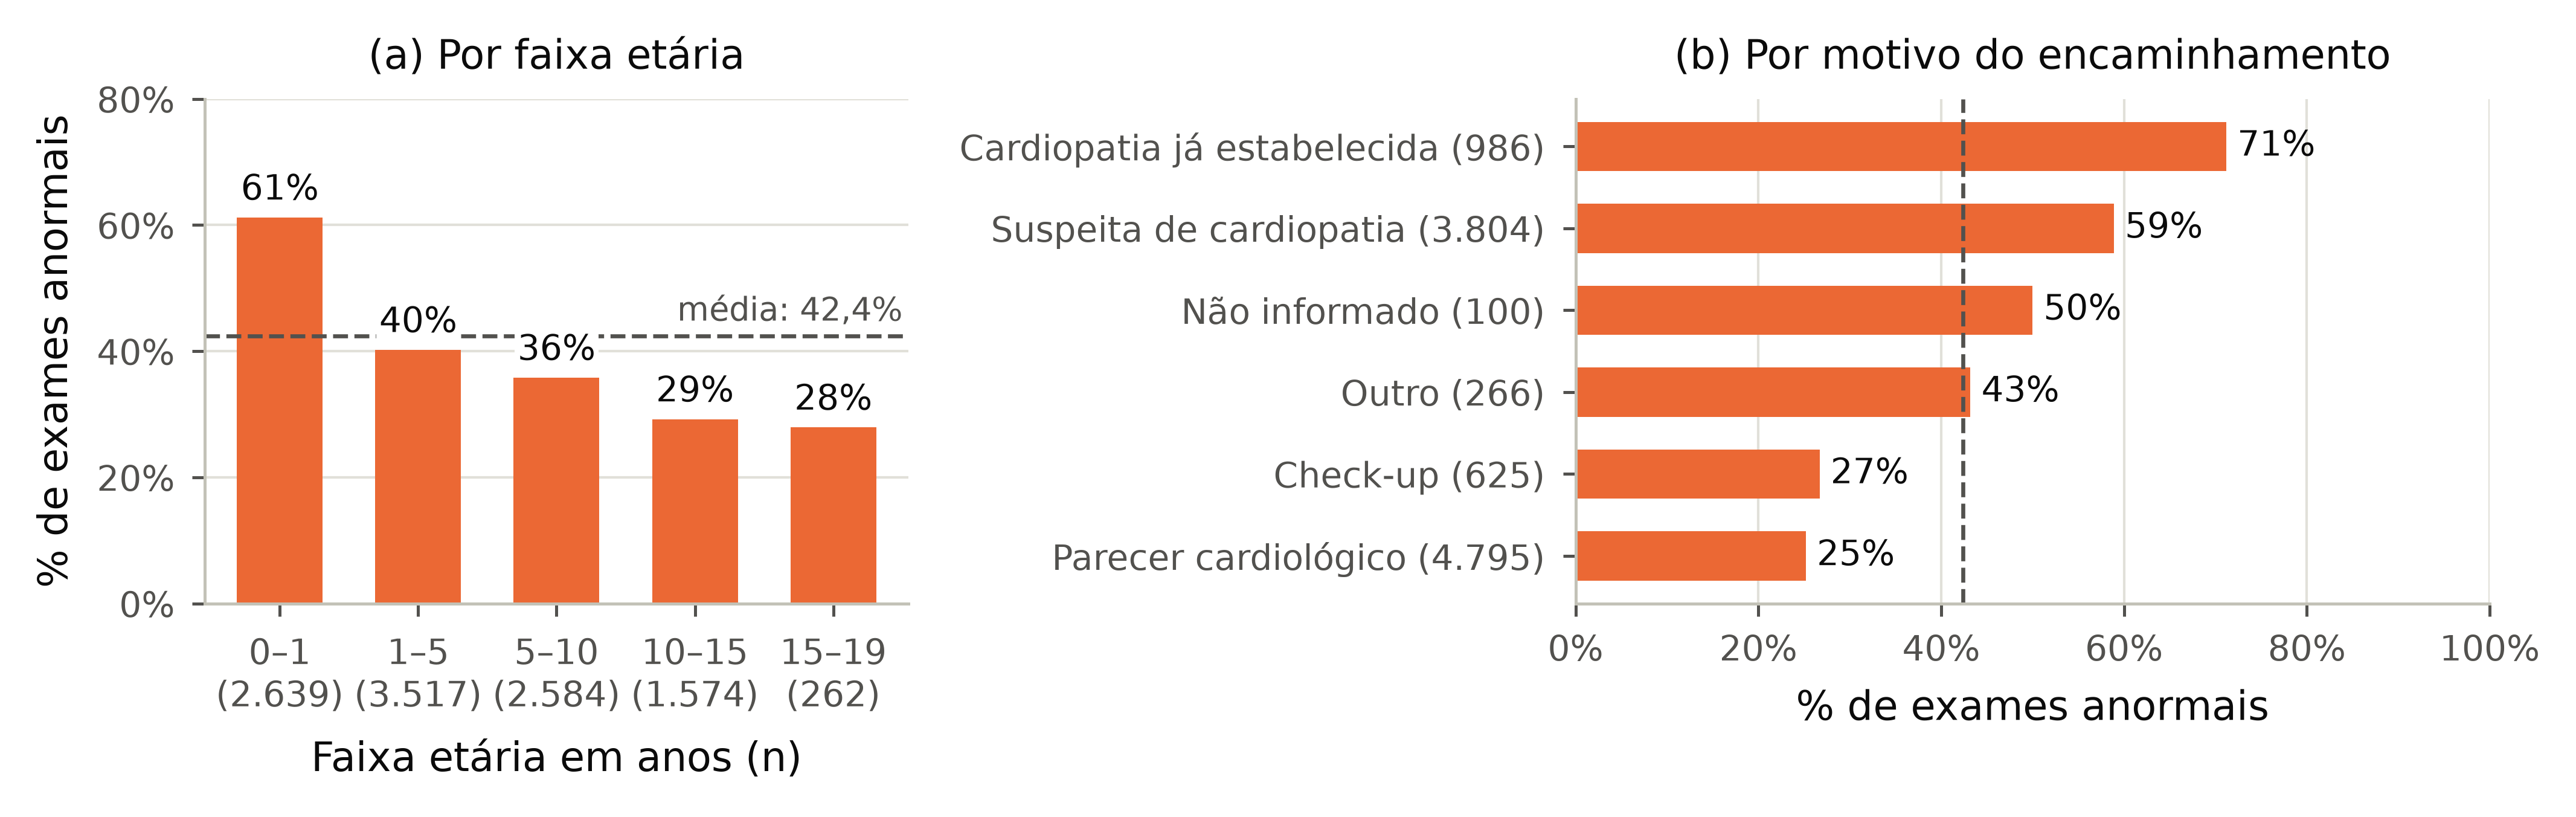 (a) Por faixa etária
% de exames anormais
80%
60%
40%
20%
0%
61%
40%
36%
29%
28%
média: 42,4%
0–1 1–5 5–10 10–15 15–19
(2.639) (3.517) (2.584) (1.574) (262)
Faixa etária em anos (n)
(b) Por motivo do encaminhamento
Cardiopatia já estabelecida (986) 71%
Suspeita de cardiopatia (3.804) 59%
Não informado (100) 50%
Outro (266) 43%
Check-up (625) 27%
Parecer cardiológico (4.795) 25%
0% 20% 40% 60% 80% 100%
% de exames anormais